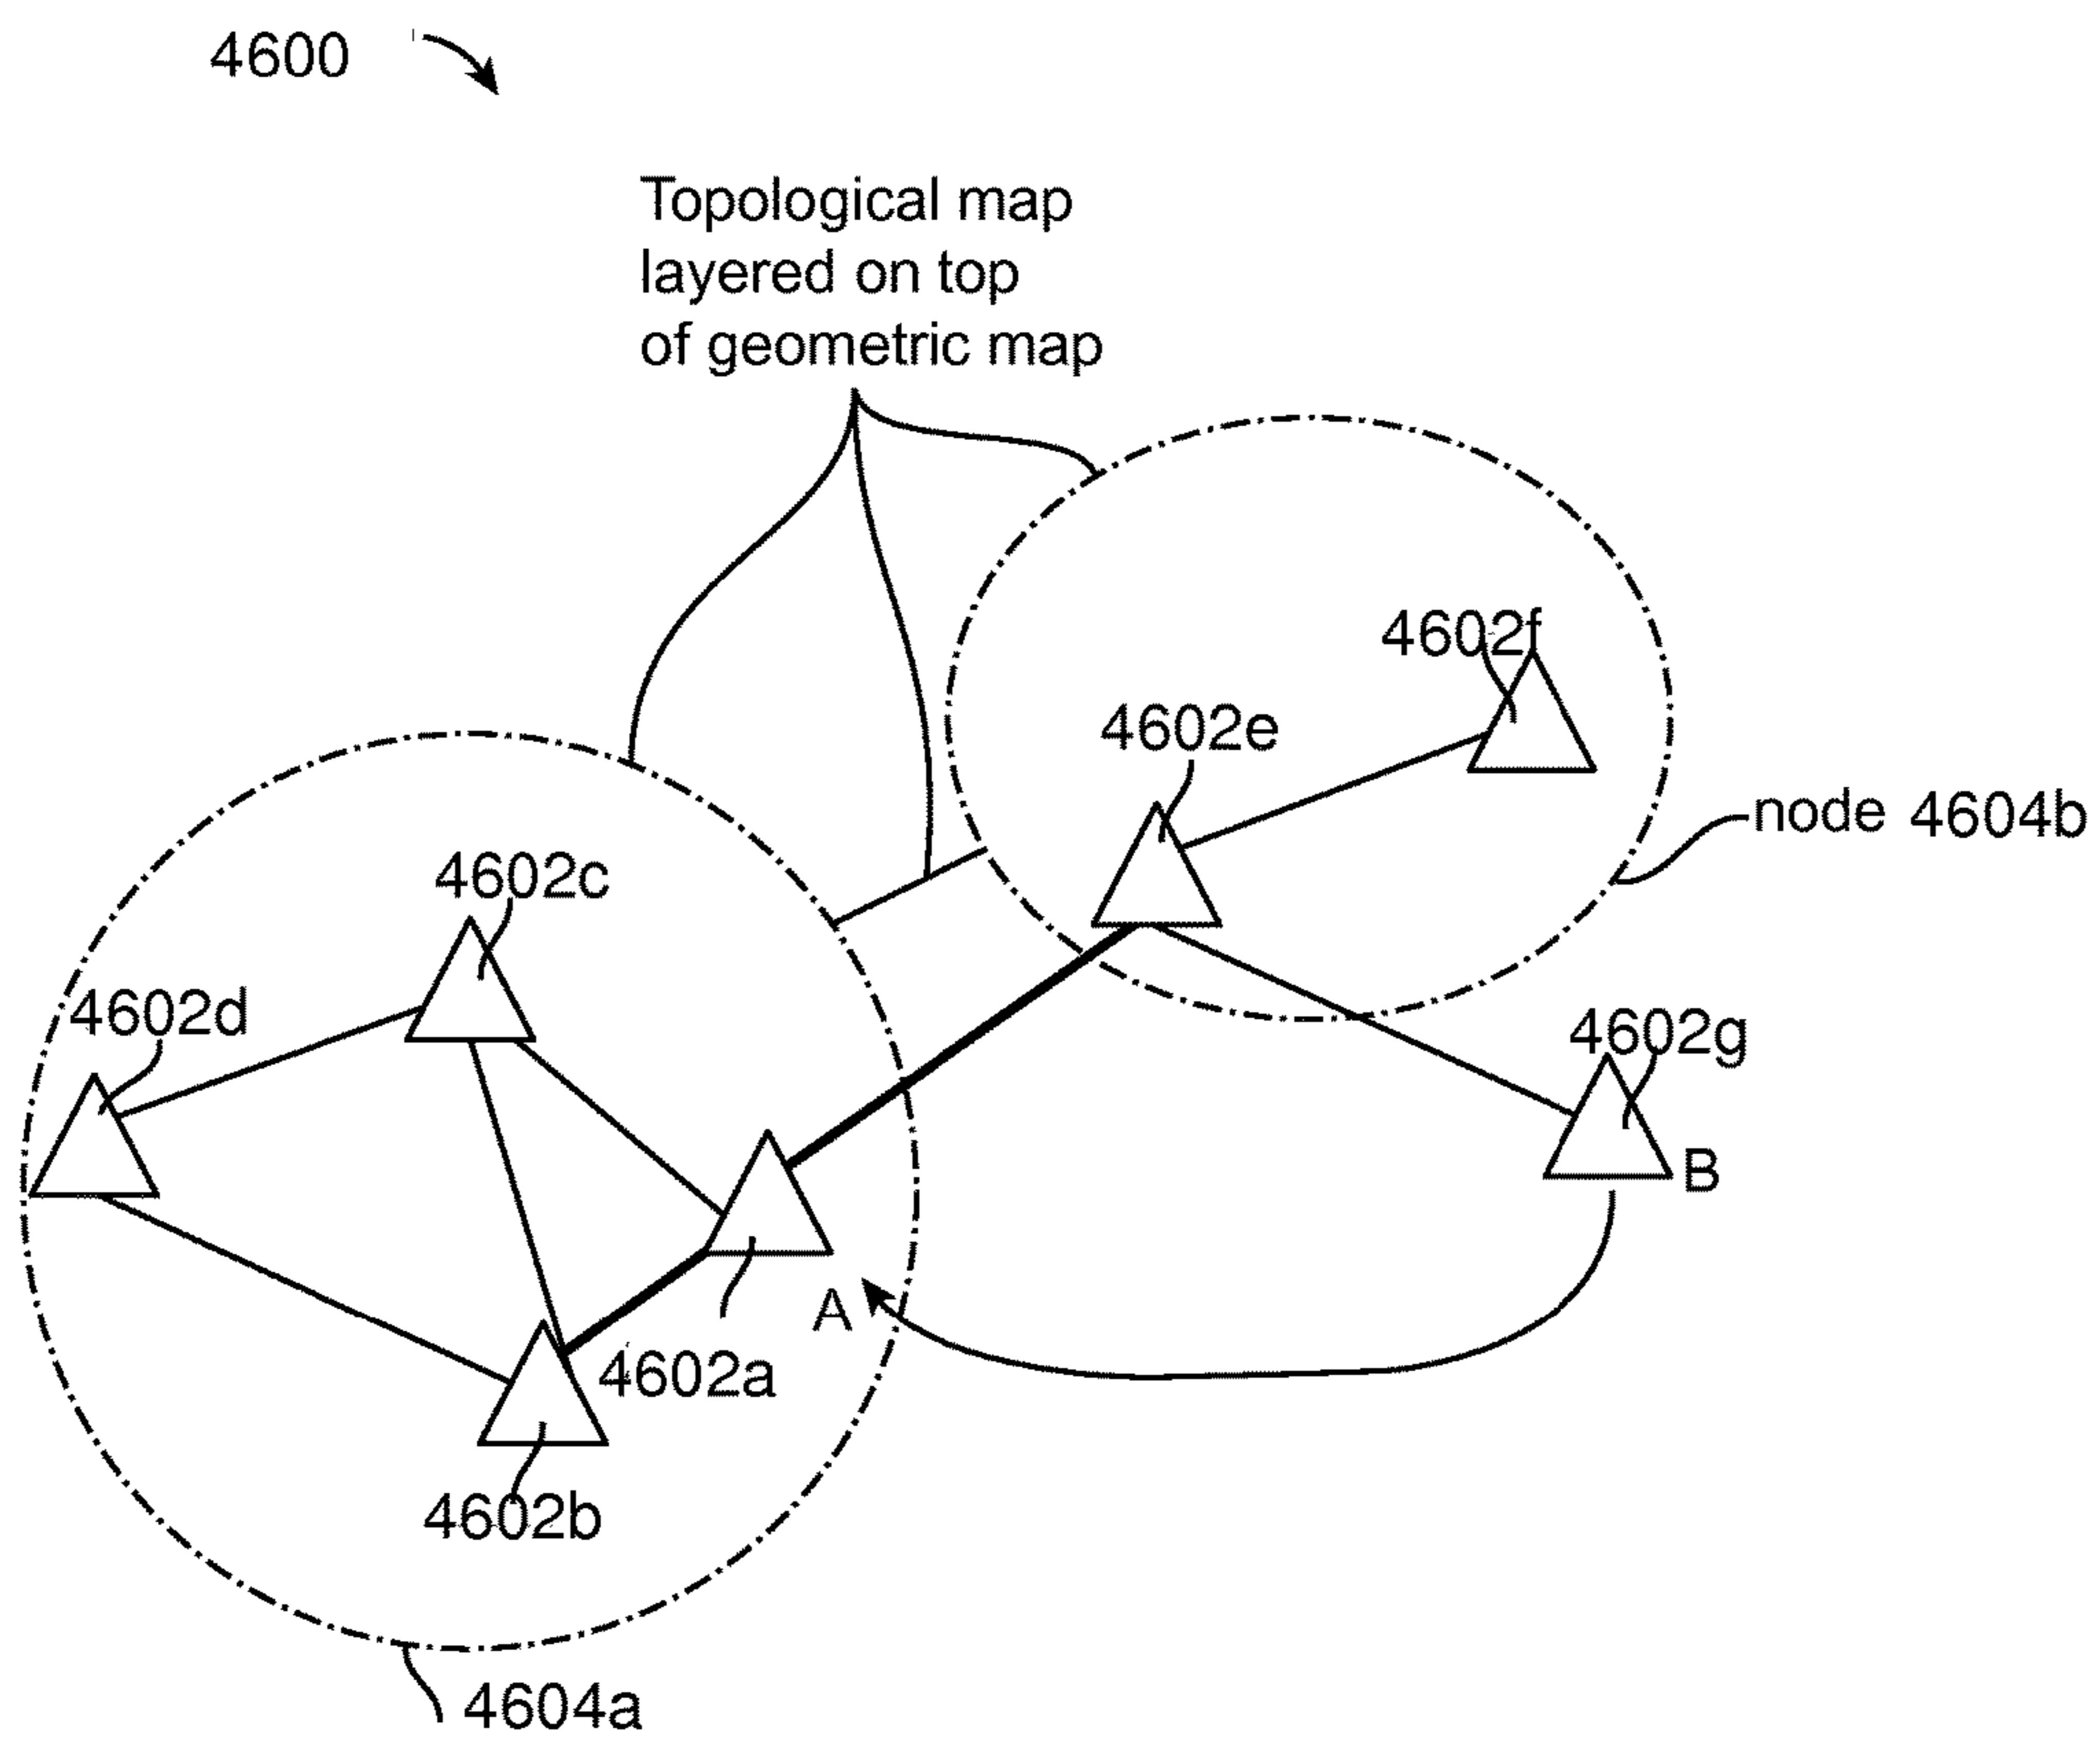 4600
Topological map
layered on top
of geometric map
4602f
4602e
node 4604b
4602c
4602d
4602g
B
A
4602a
4602b
4604a